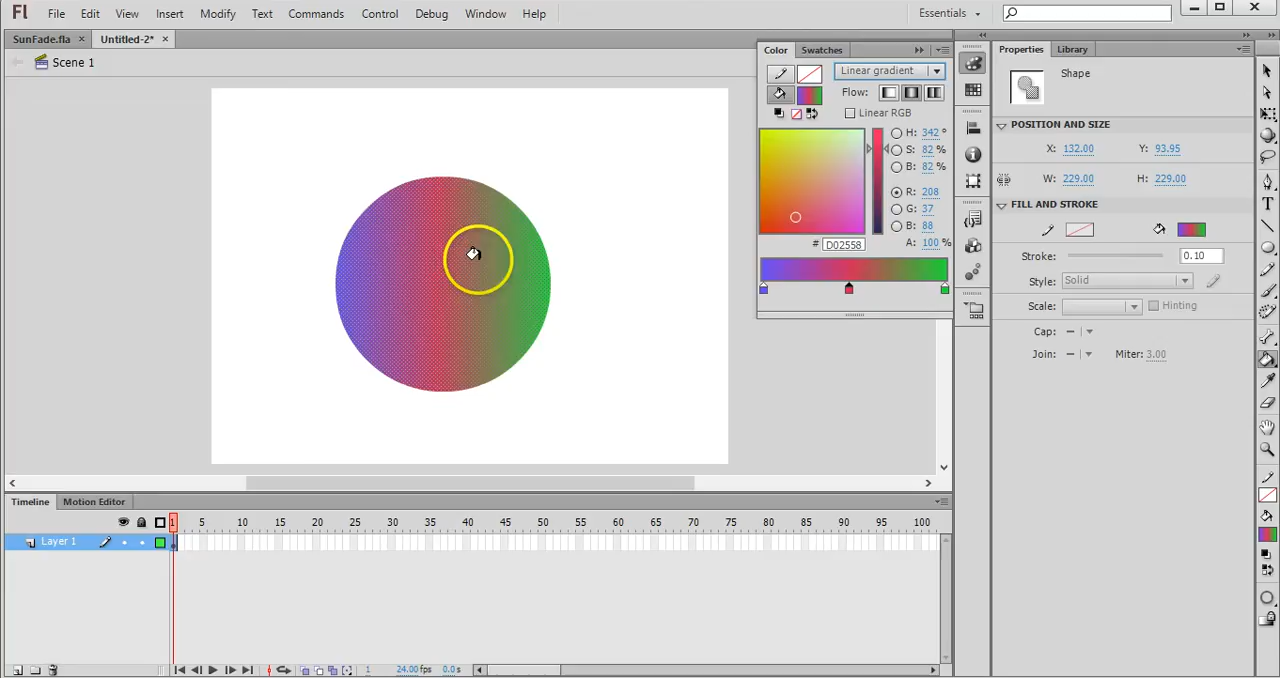 Fl File Edit View Insert Modify Text Commands Control Debug Window Help Essentials
SunFade.fla × Untitled-2* ×
Scene 1
Color Swatches
Linear gradient
Flow:
Linear RGB
H: 342 °
S: 82 %
B: 82 %
R: 208
G: 37
B: 88
# D02558 A: 100 %
Properties Library
Shape
POSITION AND SIZE
X: 132.00 Y: 93.95
W: 229.00 H: 229.00
FILL AND STROKE
Stroke: 0.10
Style: Solid
Scale: Hinting
Cap:
Join: Miter: 3.00
Timeline Motion Editor
1 5 10 15 20 25 30 35 40 45 50 55 60 65 70 75 80 85 90 95 100
Layer 1
1 24.00 fps 0.0 s